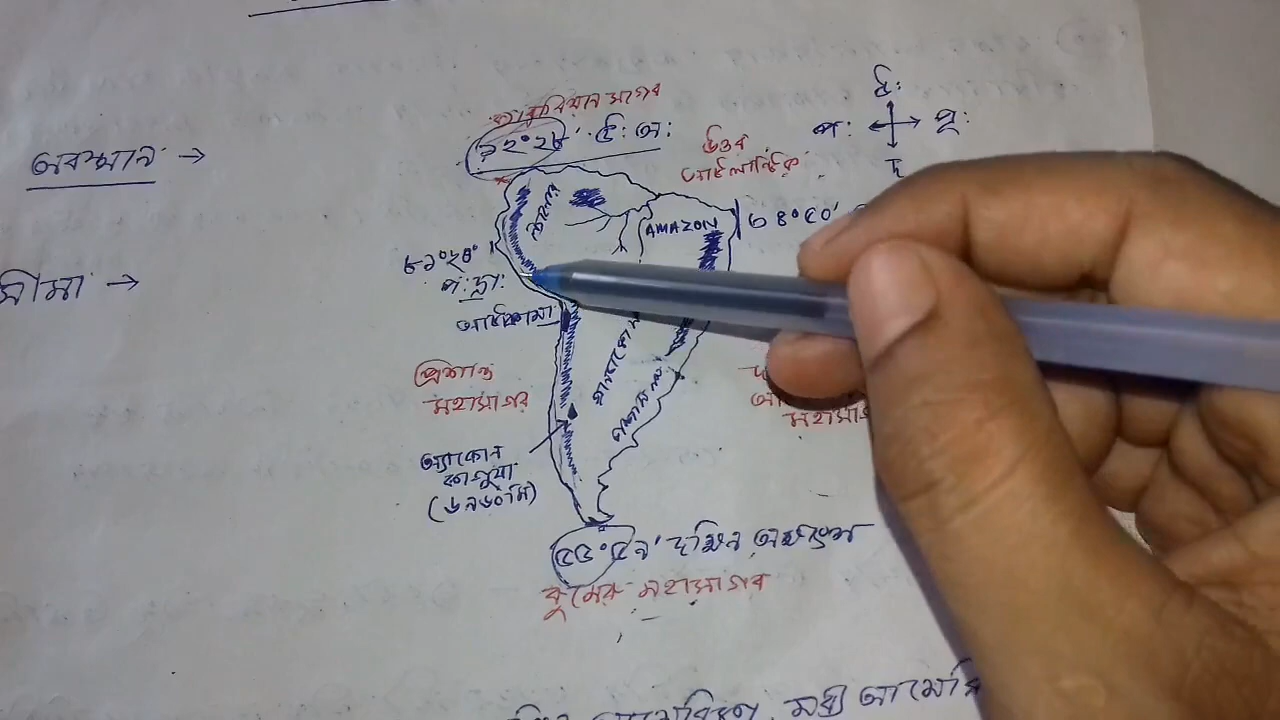 ক্যারিবিয়ান সাগর
১২°২৮' উ: অ:
উত্তর
আটলান্টিক
উ:
প:
পূ:
দ
অবস্থান →
AMAZON
৩৪°৫০'
৮১°২০'
প: দ্রা:
সীমা →
আটাকামা
প্রশান্ত
মহাসাগর
মহাসাগ
অ্যাকোন
কাগুয়া
(৬৯৬০মি)
৫৫°৫৯' দক্ষিন অক্ষাংশ
কুমেরু মহাসাগর